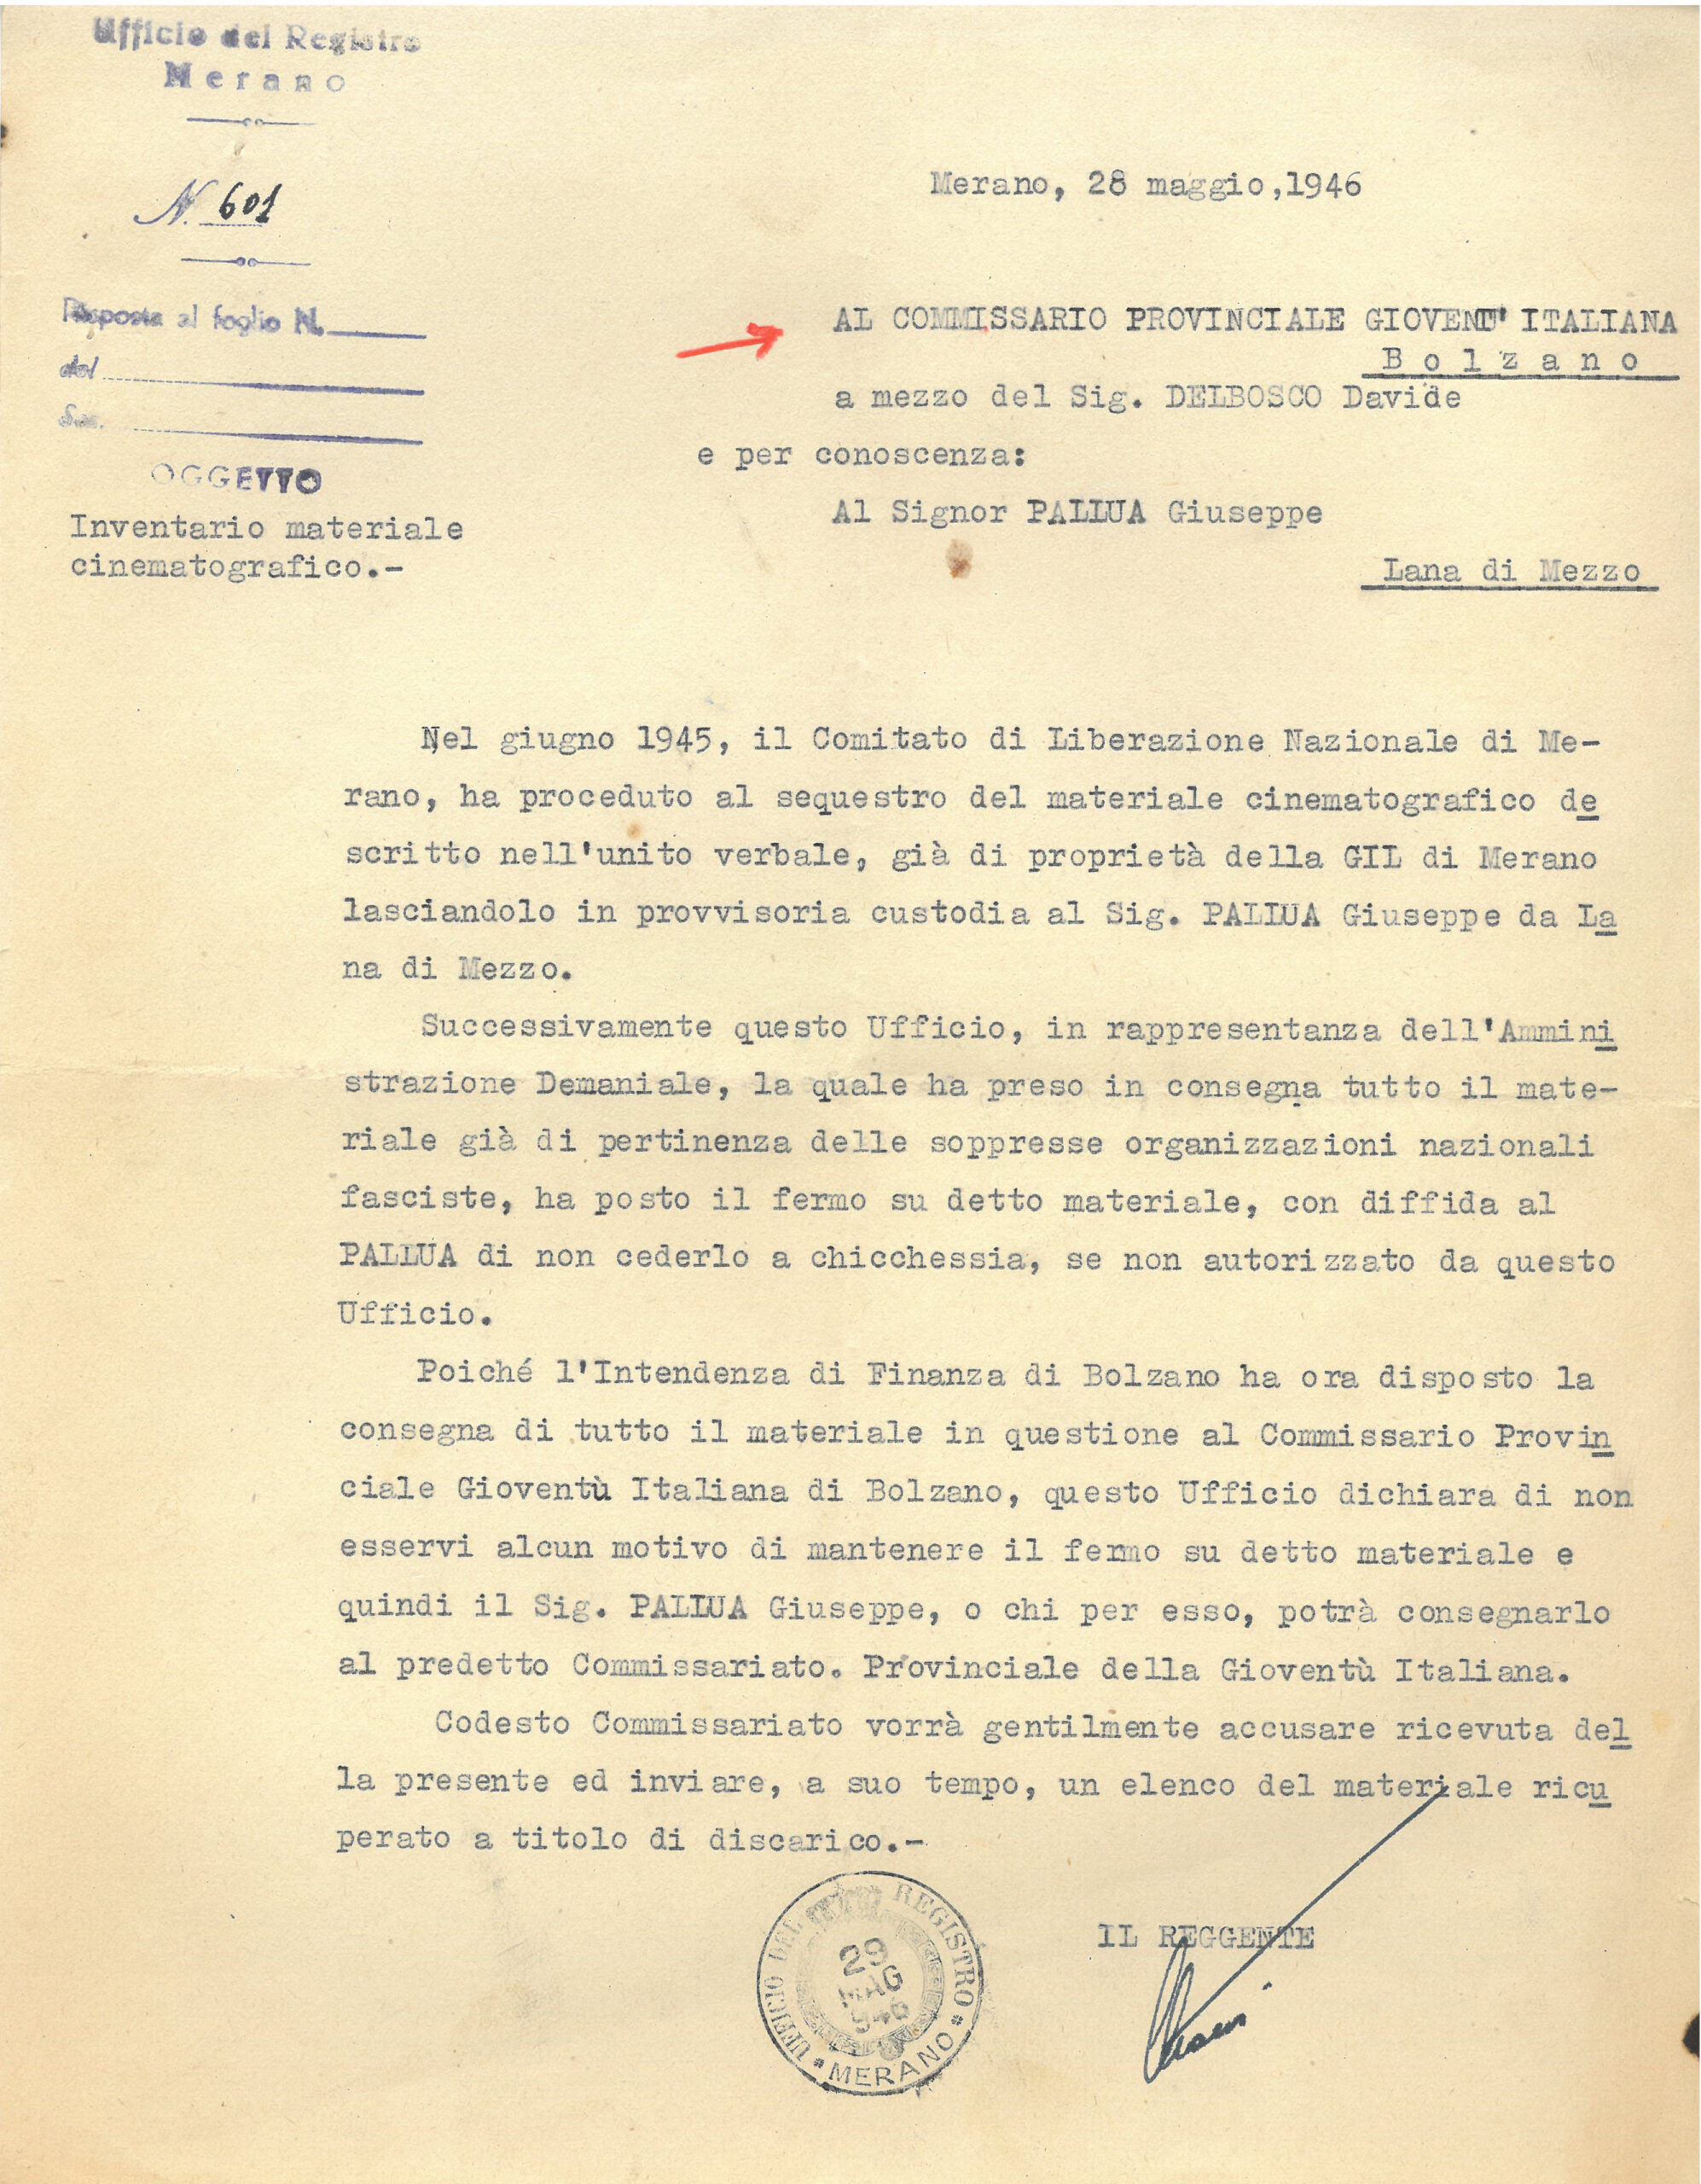 Ufficio del Registro
Merano
N. 601
Merano, 28 maggio,1946
Risposta al foglio N.
del
Sez.
OGGETTO
Inventario materiale
cinematografico.-
AL COMMISSARIO PROVINCIALE GIOVENTU' ITALIANA
Bolzano
a mezzo del Sig. DELBOSCO Davide
e per conoscenza:
Al Signor PALLUA Giuseppe
Lana di Mezzo
Nel giugno 1945, il Comitato di Liberazione Nazionale di Me-
rano, ha proceduto al sequestro del materiale cinematografico de
scritto nell'unito verbale, già di proprietà della GIL di Merano
lasciandolo in provvisoria custodia al Sig. PALLUA Giuseppe da La
na di Mezzo.
Successivamente questo Ufficio, in rappresentanza dell'Ammini
strazione Demaniale, la quale ha preso in consegna tutto il mate-
riale già di pertinenza delle soppresse organizzazioni nazionali
fasciste, ha posto il fermo su detto materiale, con diffida al
PALLUA di non cederlo a chicchessia, se non autorizzato da questo
Ufficio.
Poiché l'Intendenza di Finanza di Bolzano ha ora disposto la
consegna di tutto il materiale in questione al Commissario Provin
ciale Gioventù Italiana di Bolzano, questo Ufficio dichiara di non
esservi alcun motivo di mantenere il fermo su detto materiale e
quindi il Sig. PALLUA Giuseppe, o chi per esso, potrà consegnarlo
al predetto Commissariato. Provinciale della Gioventù Italiana.
Codesto Commissariato vorrà gentilmente accusare ricevuta del
la presente ed inviare, a suo tempo, un elenco del materiale ricu
perato a titolo di discarico.-
IL REGGENTE
UFFICIO DEL REGISTRO * MERANO *
29
MAG
946